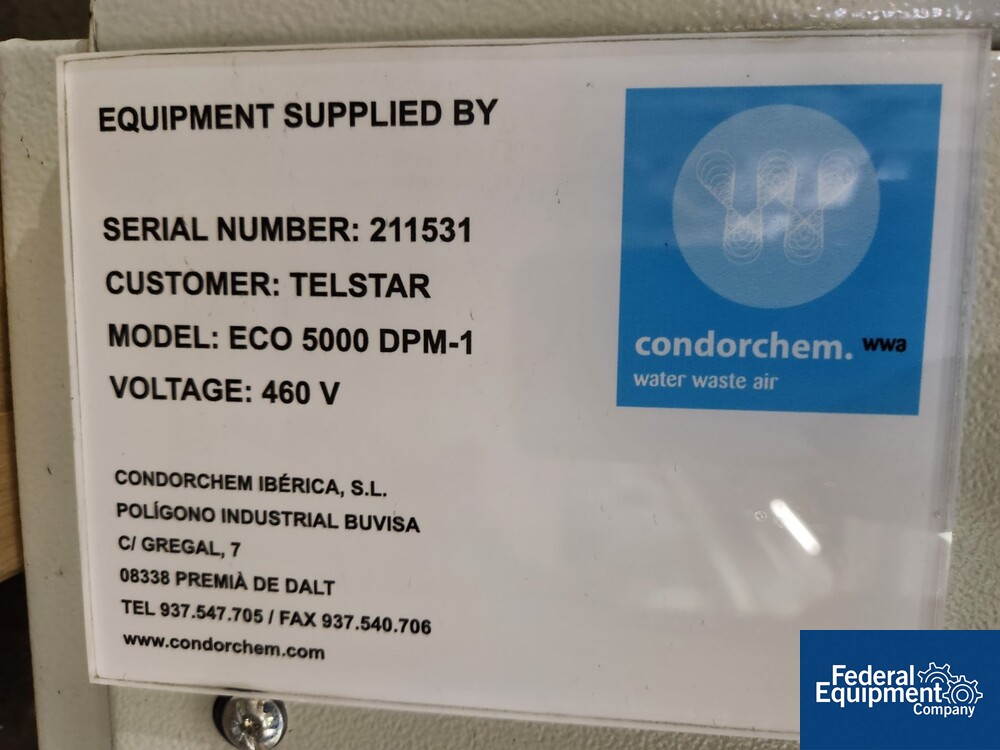 EQUIPMENT SUPPLIED BY
SERIAL NUMBER: 211531
CUSTOMER: TELSTAR
MODEL: ECO 5000 DPM-1
VOLTAGE: 460 V
condorchem. wwa
water waste air
CONDORCHEM IBÉRICA, S.L.
POLÍGONO INDUSTRIAL BUVISA
C/ GREGAL, 7
08338 PREMIÀ DE DALT
TEL 937.547.705 / FAX 937.540.706
www.condorchem.com
Federal
Equipment
Company